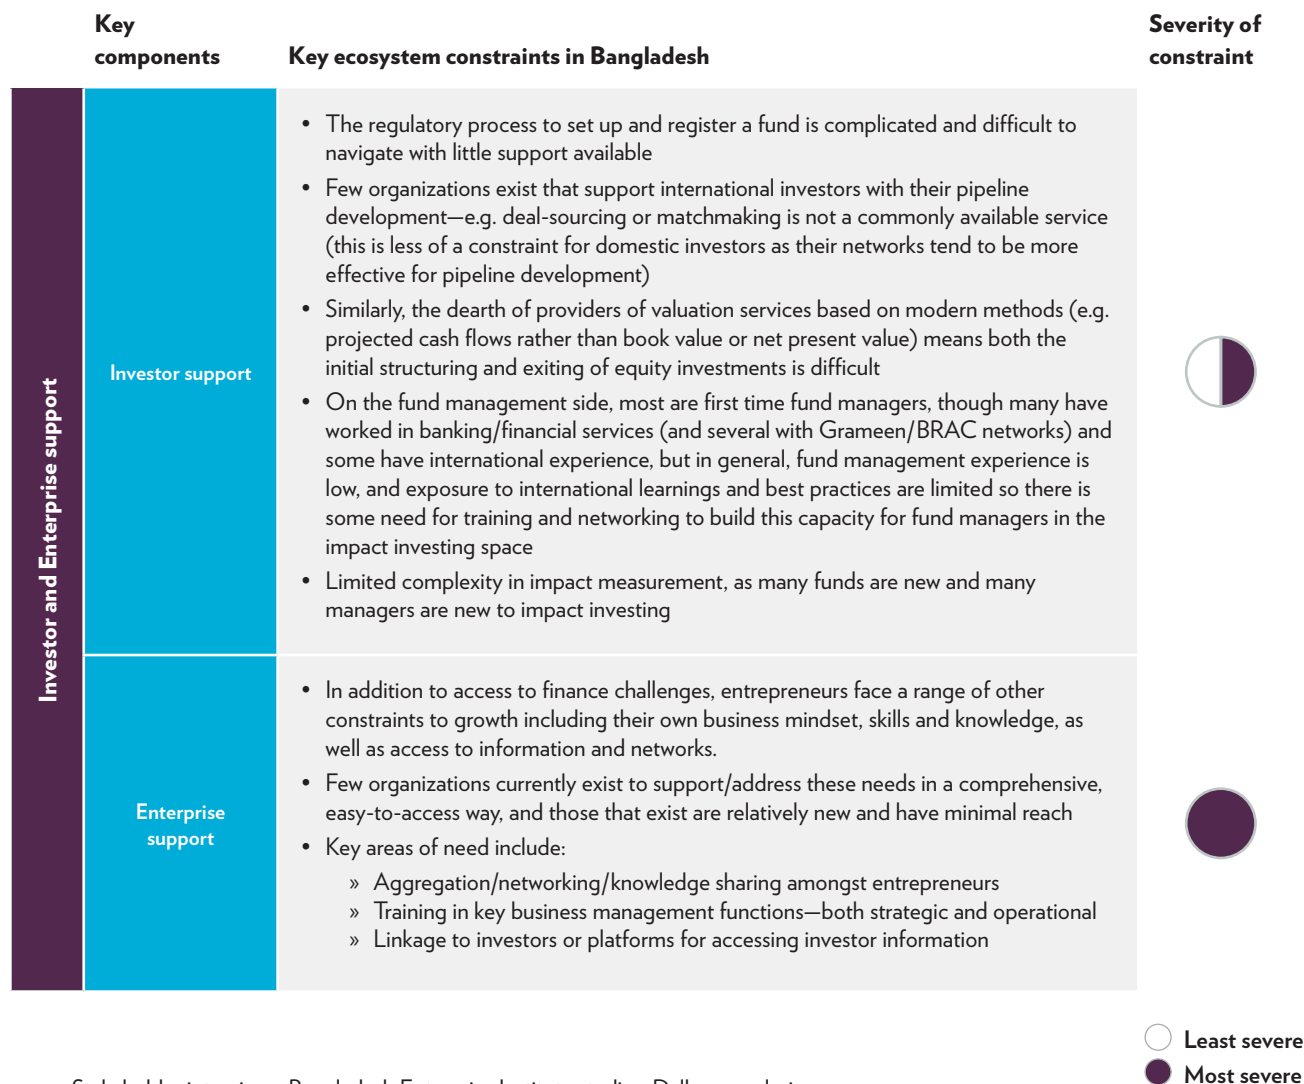 Key
components
Key ecosystem constraints in Bangladesh
Severity of
constraint
Investor and Enterprise support
Investor support
• The regulatory process to set up and register a fund is complicated and difficult to
navigate with little support available
• Few organizations exist that support international investors with their pipeline
development—e.g. deal-sourcing or matchmaking is not a commonly available service
(this is less of a constraint for domestic investors as their networks tend to be more
effective for pipeline development)
• Similarly, the dearth of providers of valuation services based on modern methods (e.g.
projected cash flows rather than book value or net present value) means both the
initial structuring and exiting of equity investments is difficult
• On the fund management side, most are first time fund managers, though many have
worked in banking/financial services (and several with Grameen/BRAC networks) and
some have international experience, but in general, fund management experience is
low, and exposure to international learnings and best practices are limited so there is
some need for training and networking to build this capacity for fund managers in the
impact investing space
• Limited complexity in impact measurement, as many funds are new and many
managers are new to impact investing
Enterprise
support
• In addition to access to finance challenges, entrepreneurs face a range of other
constraints to growth including their own business mindset, skills and knowledge, as
well as access to information and networks.
• Few organizations currently exist to support/address these needs in a comprehensive,
easy-to-access way, and those that exist are relatively new and have minimal reach
• Key areas of need include:
» Aggregation/networking/knowledge sharing amongst entrepreneurs
» Training in key business management functions—both strategic and operational
» Linkage to investors or platforms for accessing investor information
Least severe
Most severe